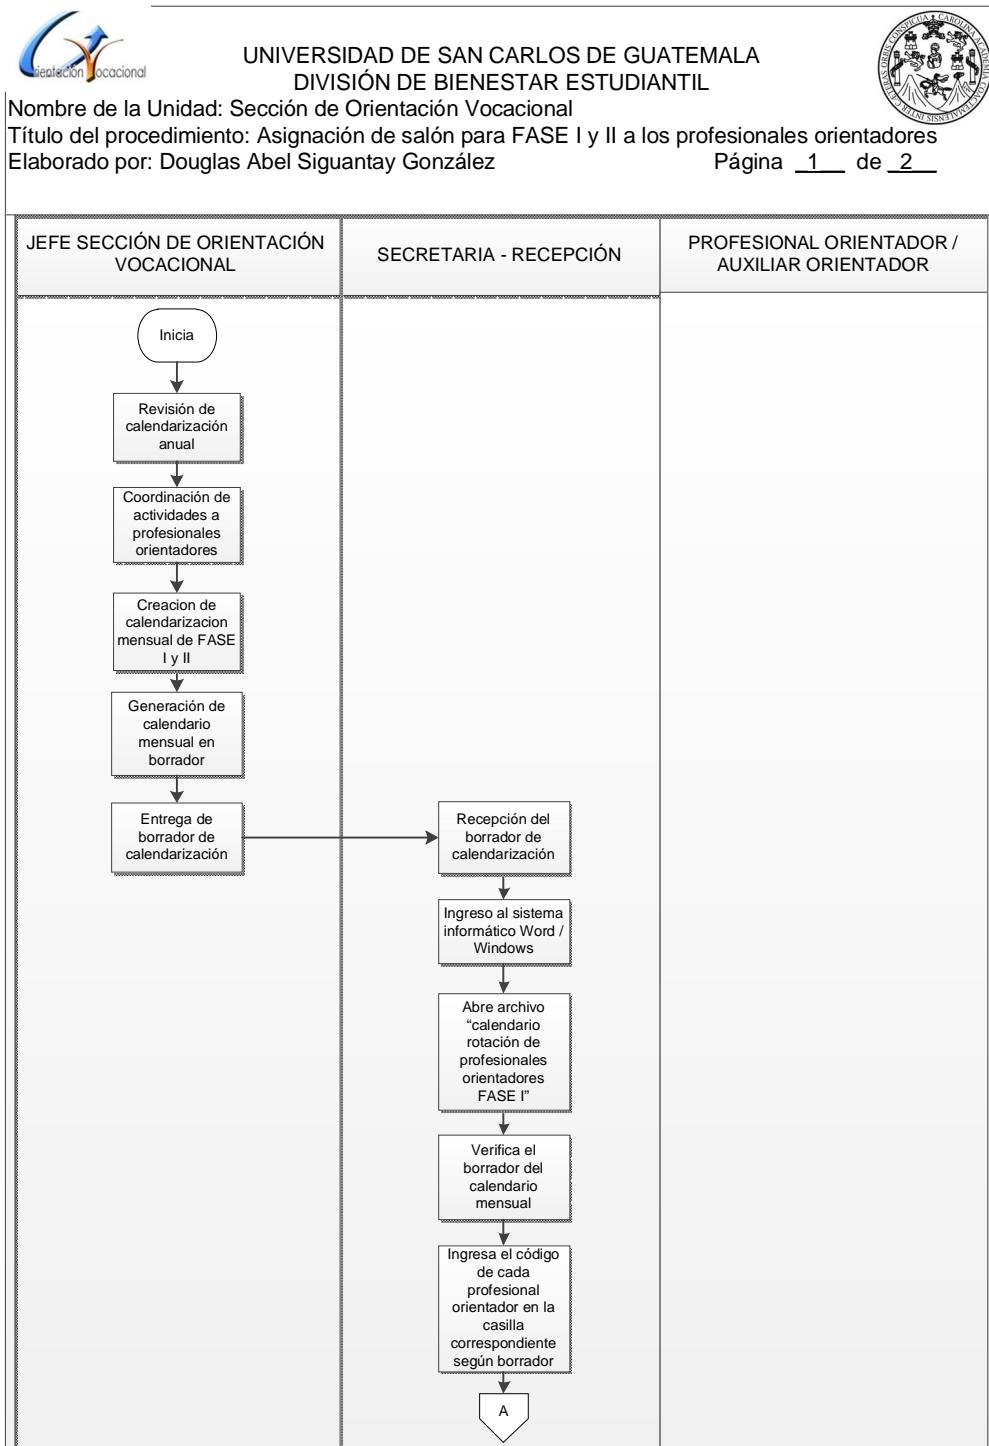 Orientación Vocacional
UNIVERSIDAD DE SAN CARLOS DE GUATEMALA
DIVISIÓN DE BIENESTAR ESTUDIANTIL
Nombre de la Unidad: Sección de Orientación Vocacional
Título del procedimiento: Asignación de salón para FASE I y II a los profesionales orientadores
Elaborado por: Douglas Abel Siguantay González Página _1__ de _2__
JEFE SECCIÓN DE ORIENTACIÓN
VOCACIONAL
SECRETARIA - RECEPCIÓN
PROFESIONAL ORIENTADOR /
AUXILIAR ORIENTADOR
Inicia
Revisión de
calendarización
anual
Coordinación de
actividades a
profesionales
orientadores
Creacion de
calendarizacion
mensual de FASE
I y II
Generación de
calendario
mensual en
borrador
Entrega de
borrador de
calendarización
Recepción del
borrador de
calendarización
Ingreso al sistema
informático Word /
Windows
Abre archivo
“calendario
rotación de
profesionales
orientadores
FASE I”
Verifica el
borrador del
calendario
mensual
Ingresa el código
de cada
profesional
orientador en la
casilla
correspondiente
según borrador
A